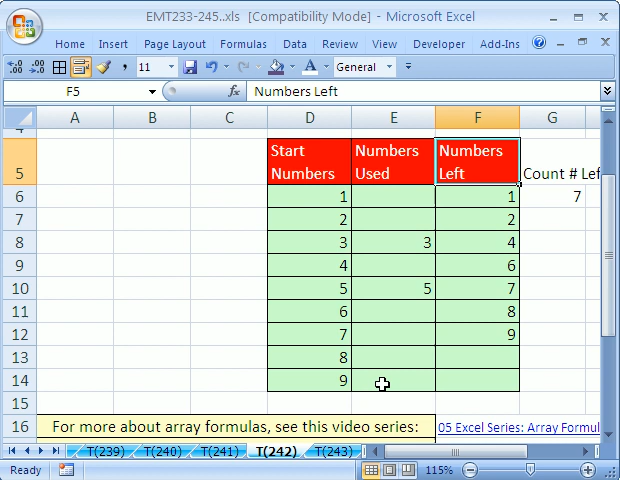 EMT233-245..xls [Compatibility Mode] - Microsoft Excel
Home Insert Page Layout Formulas Data Review View Developer Add-Ins
11 General
F5 fx Numbers Left
A B C D E F G
4
5 Start Numbers Numbers Used Numbers Left Count # Lef
6 1 1 7
7 2 2
8 3 3 4
9 4 6
10 5 5 7
11 6 8
12 7 9
13 8
14 9
15
16 For more about array formulas, see this video series: 05 Excel Series: Array Formul
T(239) T(240) T(241) T(242) T(243)
Ready 115%